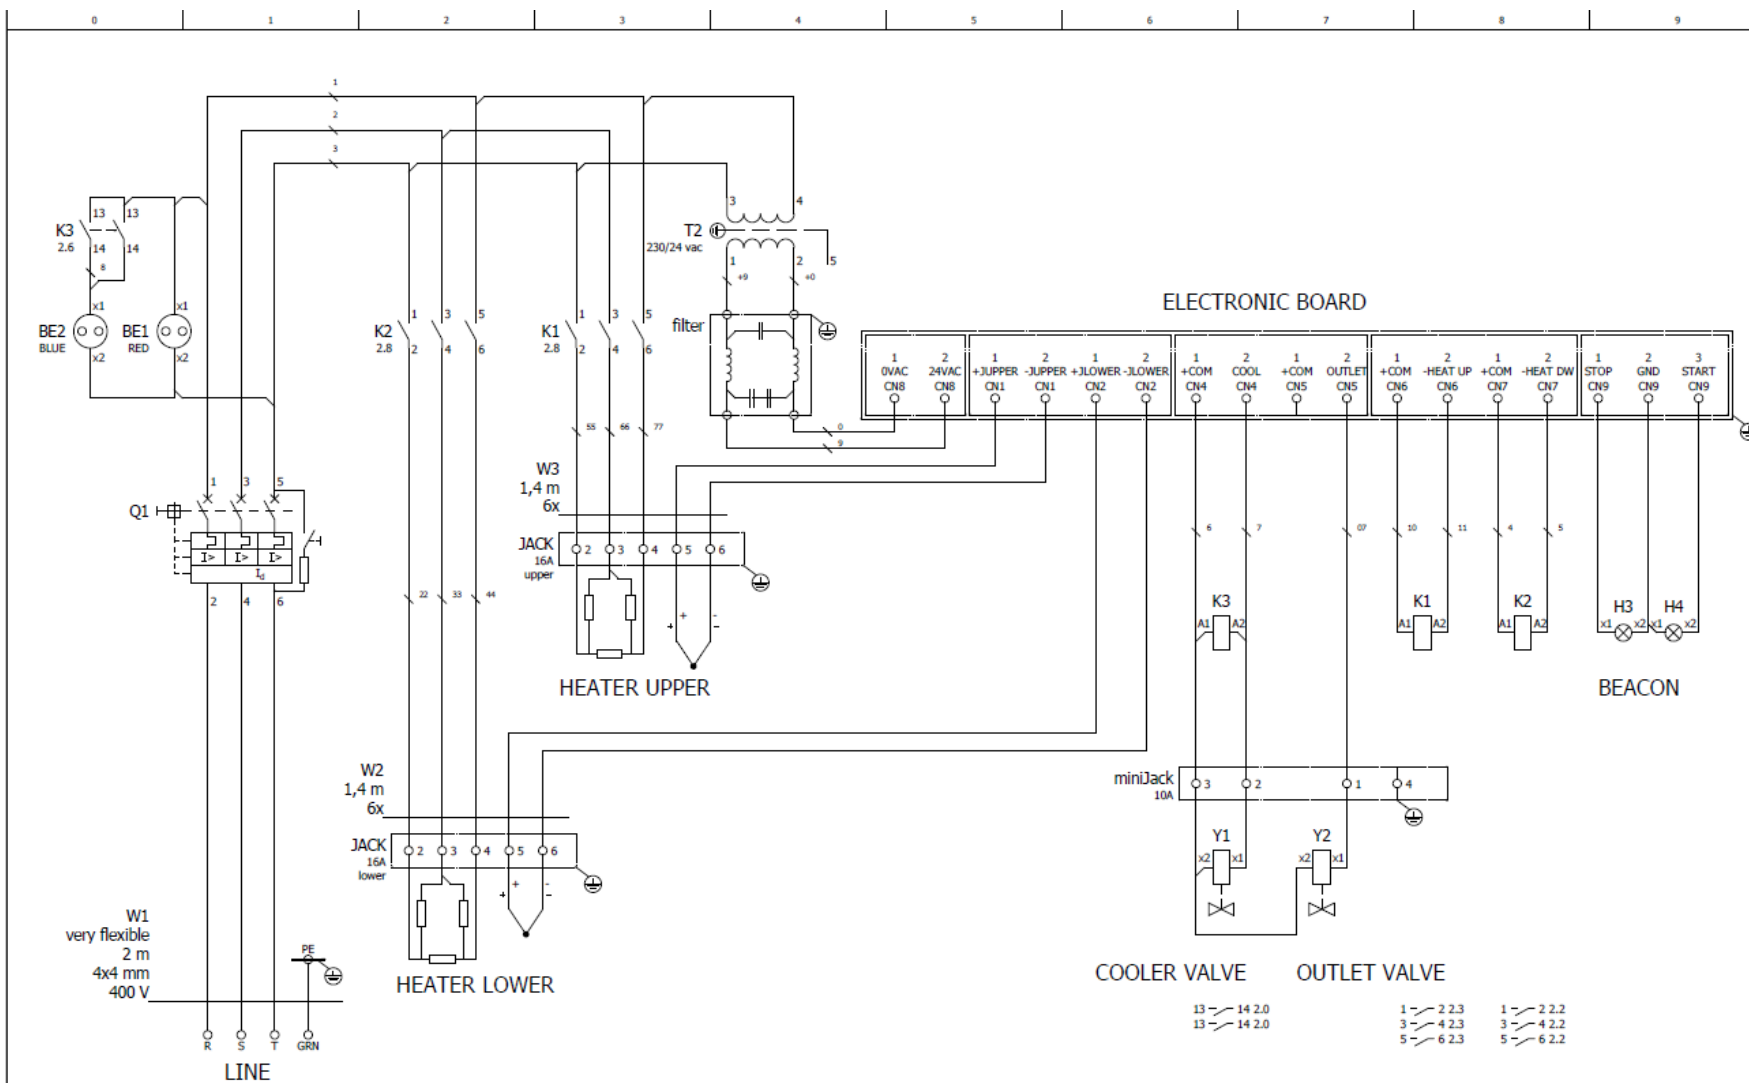 0 1 2 3 4 5 6 7 8 9
1
2
3
13 13
K3
2.6
14 14
8
x1 x1
BE2 BE1
BLUE RED
x2 x2
3 4
T2
230/24 vac
1 2 5
+9 +0
filter
1 3 5
K2
2.8
2 4 6
1 3 5
K1
2.8
2 4 6
55 66 77
0
9
ELECTRONIC BOARD
1 2 1 2 1 2 1 2 1 2 1 2 1 2 1 2 3
0VAC 24VAC +JUPPER -JUPPER +JLOWER -JLOWER +COM COOL +COM OUTLET +COM -HEAT UP +COM -HEAT DW STOP GND START
CN8 CN8 CN1 CN1 CN2 CN2 CN4 CN4 CN5 CN5 CN6 CN6 CN7 CN7 CN9 CN9 CN9
W3
1,4 m
6x
1 3 5
Q1
I> I> I>
Id
2 4 6
JACK
16A
upper
2 3 4 5 6
+ -
+ -
HEATER UPPER
22 33 44
6 7 07 10 11 4 5
K3
A1 A2
K1
A1 A2
K2
A1 A2
H3 H4
x1 x2 x1 x2
BEACON
W2
1,4 m
6x
JACK
16A
lower
2 3 4 5 6
+ -
+ -
HEATER LOWER
miniJack
10A
3 2 1 4
Y1
x2 x1
Y2
x2 x1
COOLER VALVE OUTLET VALVE
13 14 2.0
13 14 2.0
1 2 2.3
3 4 2.3
5 6 2.3
1 2 2.2
3 4 2.2
5 6 2.2
W1
very flexible
2 m
4x4 mm
400 V
PE
R S T GRN
LINE